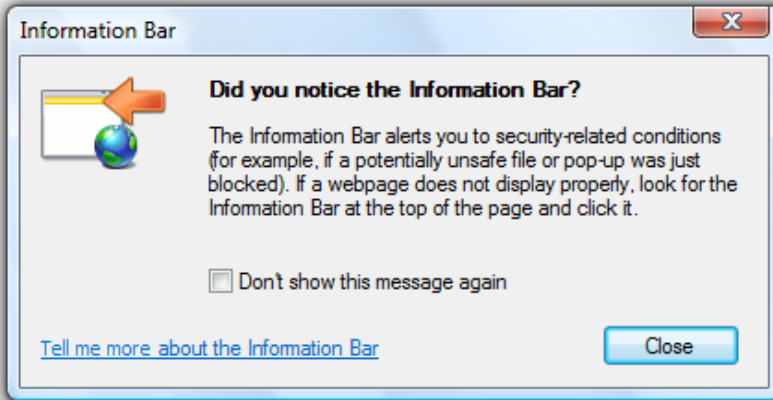 Information Bar
Did you notice the Information Bar?
The Information Bar alerts you to security-related conditions
(for example, if a potentially unsafe file or pop-up was just
blocked). If a webpage does not display properly, look for the
Information Bar at the top of the page and click it.
Don't show this message again
Tell me more about the Information Bar
Close